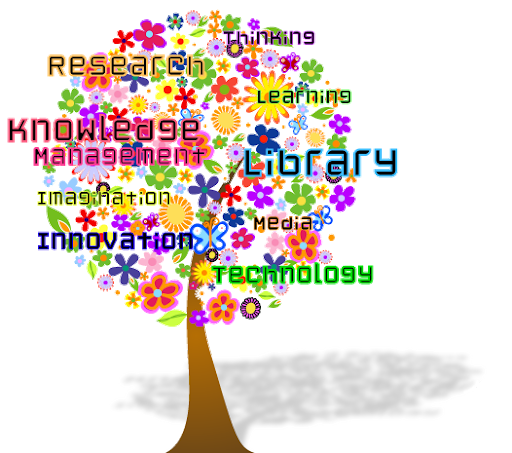 Thinking
Research
Learning
Knowledge
Management
Library
Imagination
Media
Innovation
Technology